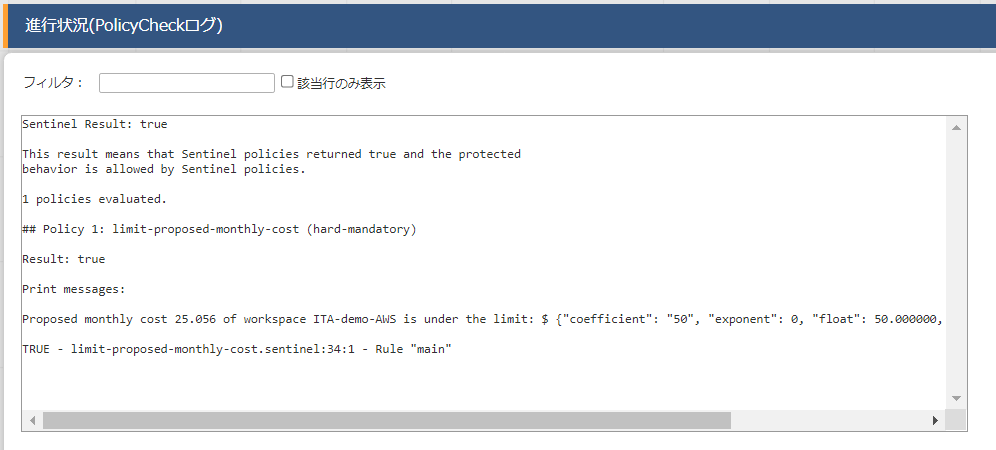 進行状況(PolicyCheckログ)
フィルタ： 該当行のみ表示
Sentinel Result: true
This result means that Sentinel policies returned true and the protected
behavior is allowed by Sentinel policies.
1 policies evaluated.
## Policy 1: limit-proposed-monthly-cost (hard-mandatory)
Result: true
Print messages:
Proposed monthly cost 25.056 of workspace ITA-demo-AWS is under the limit: $ {"coefficient": "50", "exponent": 0, "float": 50.000000,
TRUE - limit-proposed-monthly-cost.sentinel:34:1 - Rule "main"